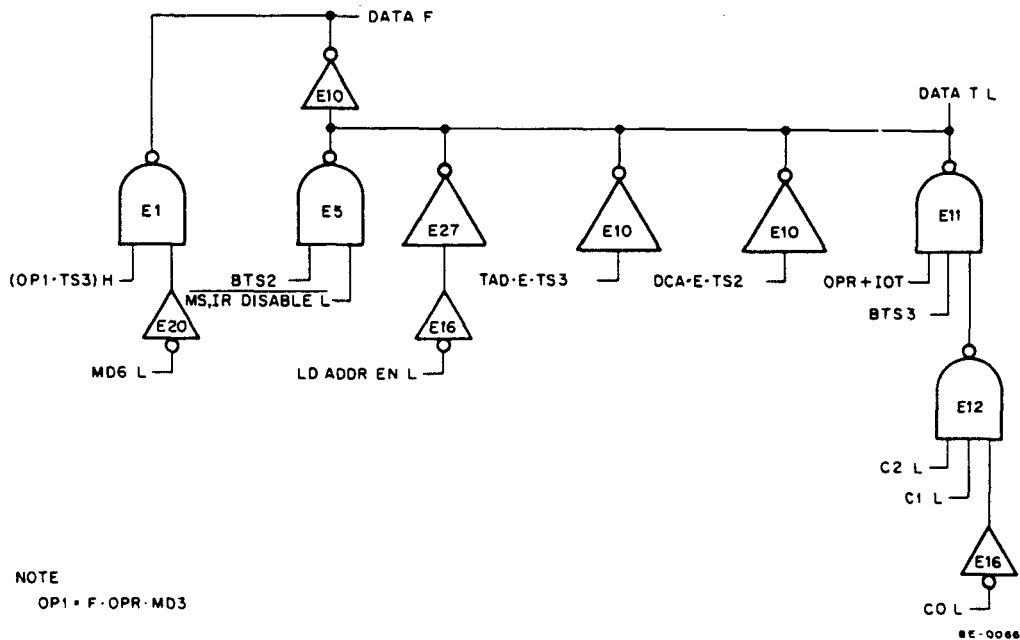 DATA F
E10
DATA T L
E1
E5
E27
E10
E10
E11
(OP1·TS3) H
BTS2
MS,IR DISABLE L
TAD·E·TS3
DCA·E·TS2
OPR+IOT
BTS3
E20
E16
MD6 L
LD ADDR EN L
E12
C2 L
C1 L
E16
NOTE
OP1 = F·OPR·MD3
C0 L
8E-0066